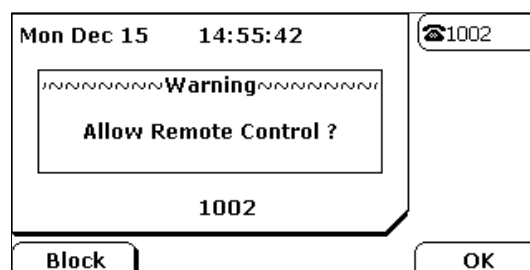 Mon Dec 15 14:55:42
☎1002
~~~~~~~~Warning~~~~~~~~
Allow Remote Control ?
1002
Block
OK